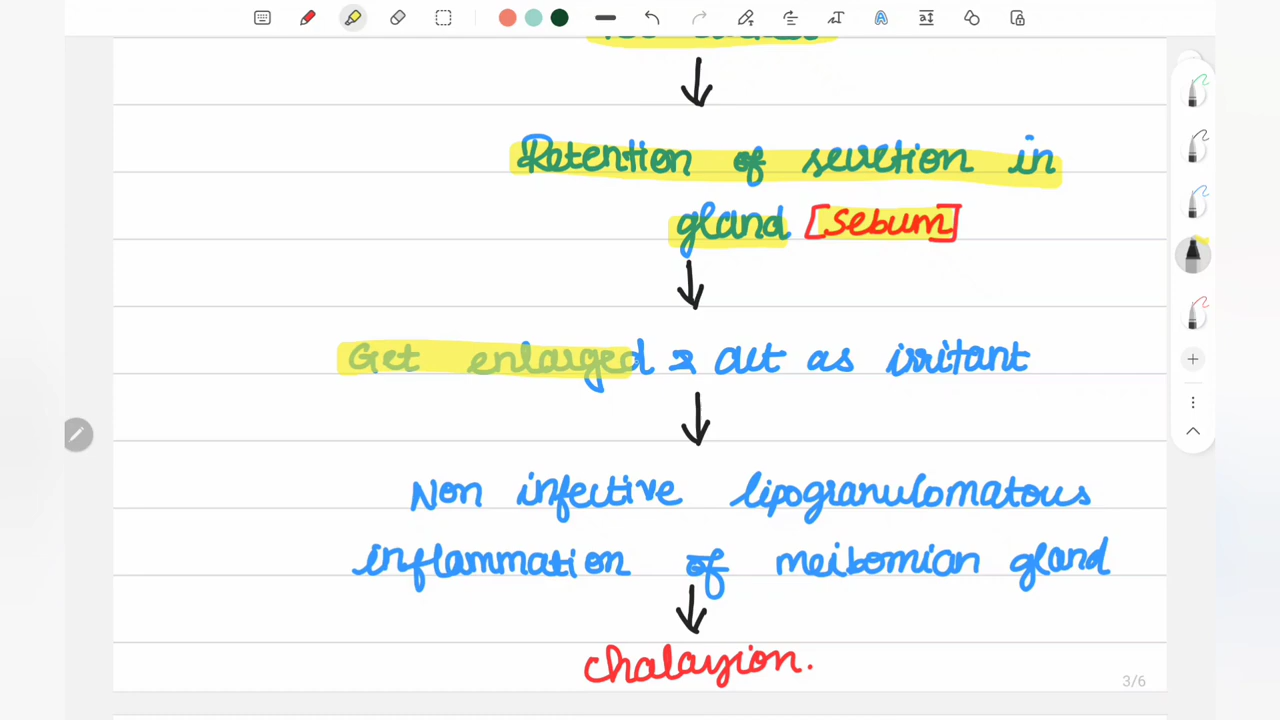 Retention of secretion in
gland [sebum]
Get enlarged & act as irritant
Non infective lipogranulomatous
inflammation of meibomian gland
chalazion.
3/6